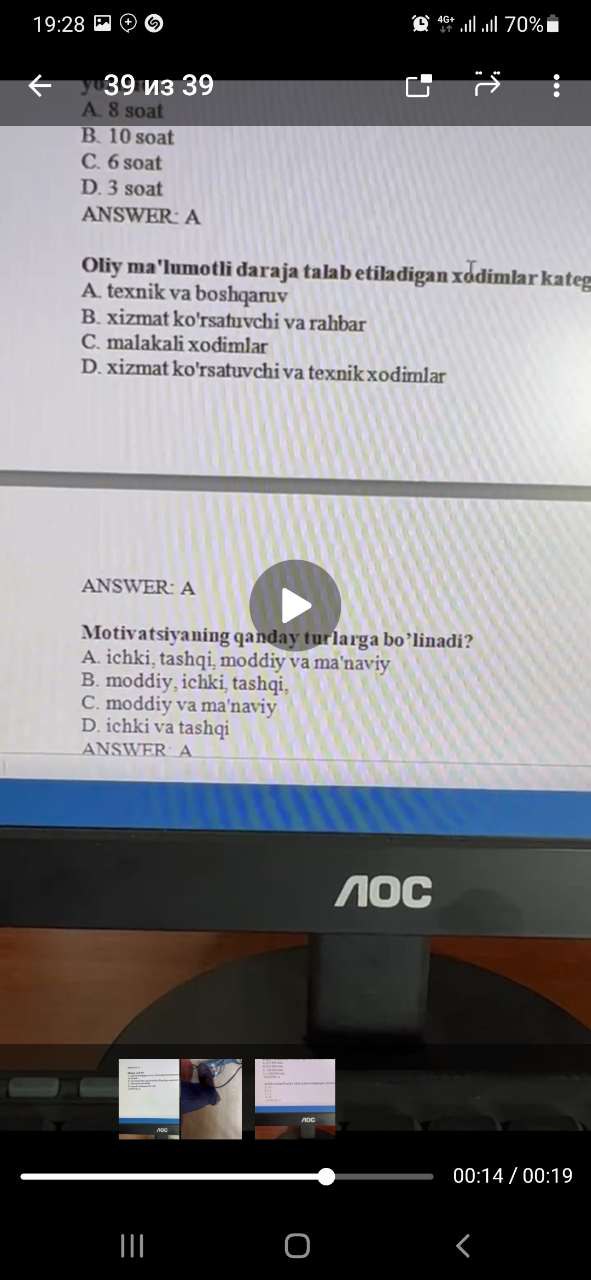 19:28
4G+
70%
39 из 39
A. 8 soat
B. 10 soat
C. 6 soat
D. 3 soat
ANSWER: A
Oliy ma'lumotli daraja talab etiladigan xodimlar kateg
A. texnik va boshqaruv
B. xizmat ko'rsatuvchi va rahbar
C. malakali xodimlar
D. xizmat ko'rsatuvchi va texnik xodimlar
ANSWER: A
Motivatsiyaning qanday turlarga bo’linadi?
A. ichki, tashqi, moddiy va ma'naviy
B. moddiy, ichki, tashqi,
C. moddiy va ma'naviy
D. ichki va tashqi
ANSWER: A
AOC
AOC
AOC
00:14 / 00:19